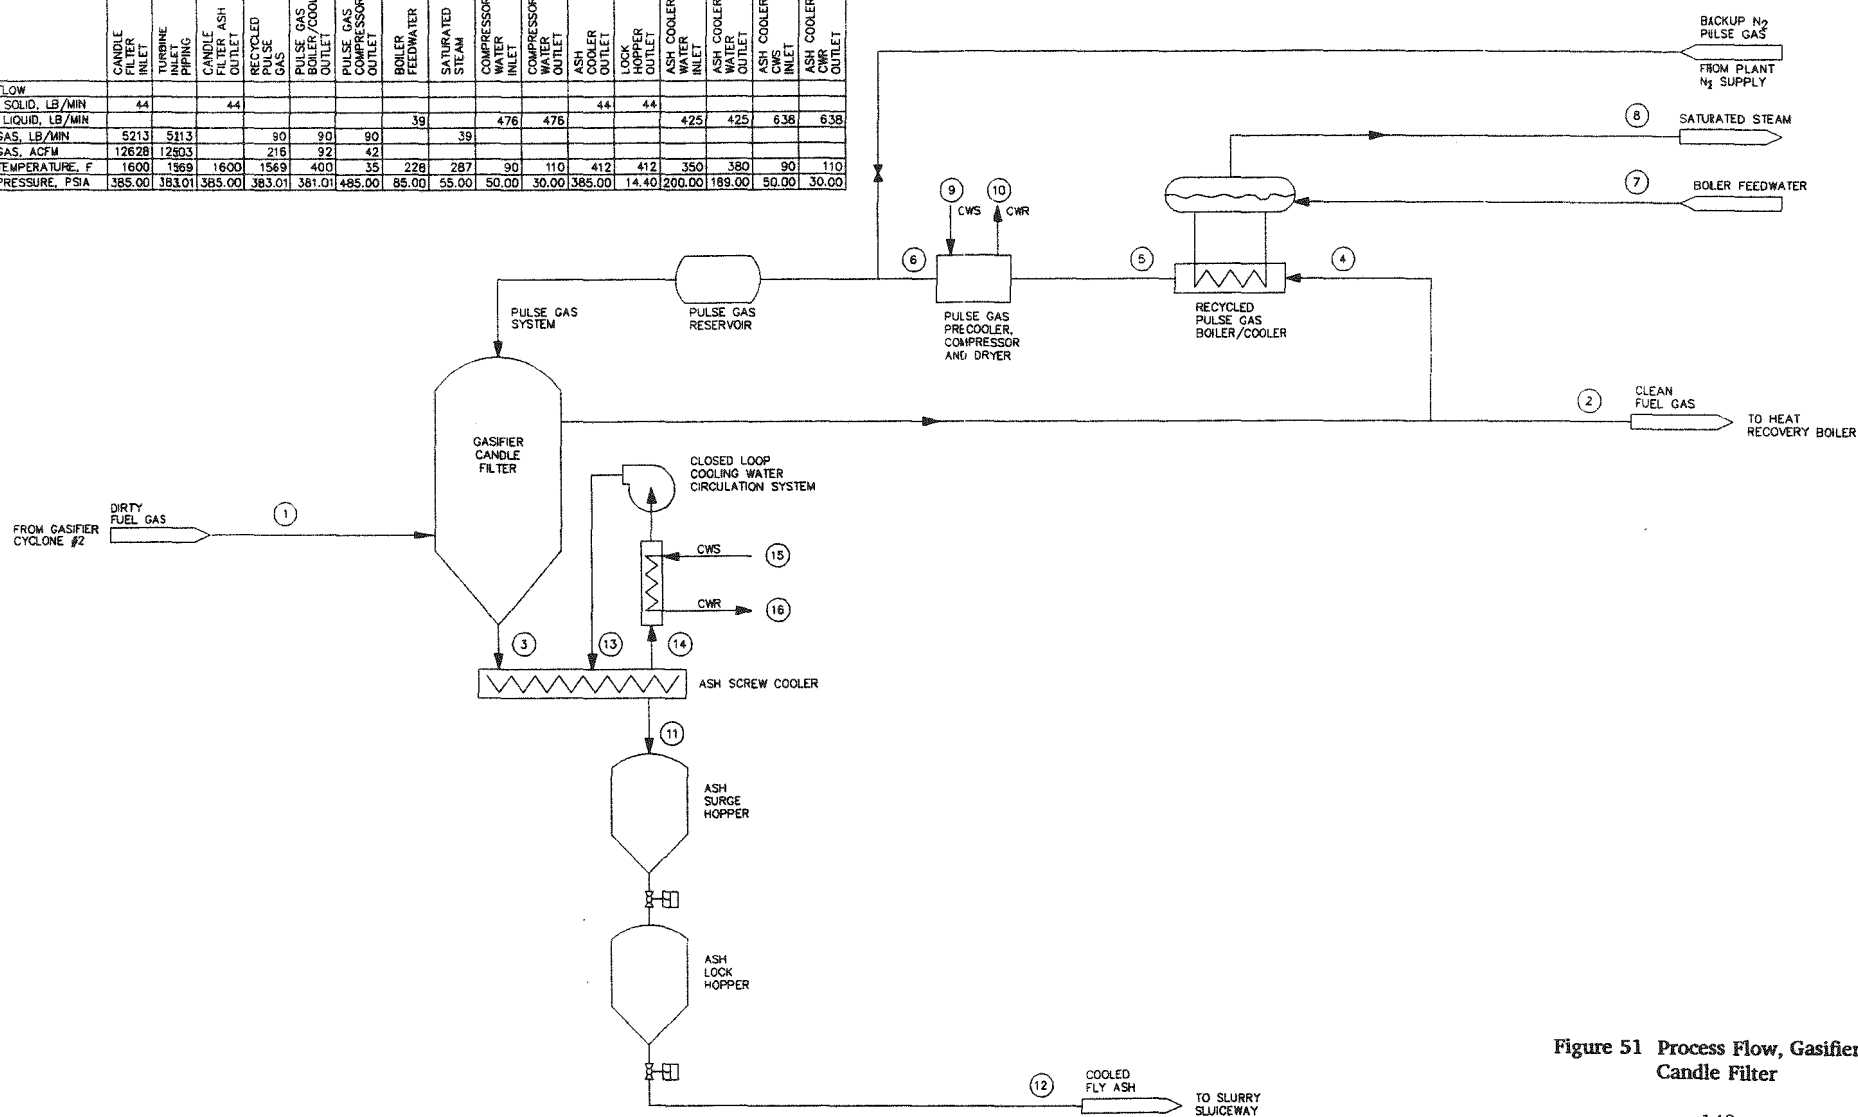 CANDLE FILTER INLET
TURBINE INLET PIPING
CANDLE FILTER ASH OUTLET
RECYCLED PULSE GAS
PULSE GAS BOILER/COOL OUTLET
PULSE GAS COMPRESSOR OUTLET
BOILER FEEDWATER
SATURATED STEAM
COMPRESSOR WATER INLET
COMPRESSOR WATER OUTLET
ASH COOLER OUTLET
LOCK HOPPER OUTLET
ASH COOLER WATER INLET
ASH COOLER WATER OUTLET
ASH COOLER CWS INLET
ASH COOLER CWR OUTLET
FLOW
SOLID, LB/MIN 44 44 44 44
LIQUID, LB/MIN 39 476 476 425 425 638 638
GAS, LB/MIN 5213 5113 90 90 90 39
GAS, ACFM 12628 12503 216 92 42
TEMPERATURE, F 1600 1569 1600 1569 400 35 228 287 90 110 412 412 350 380 90 110
PRESSURE, PSIA 385.00 383.01 385.00 383.01 381.01 485.00 85.00 55.00 50.00 30.00 385.00 14.40 200.00 189.00 50.00 30.00
BACKUP N2
PULSE GAS
FROM PLANT
N2 SUPPLY
8
SATURATED STEAM
7
BOLER FEEDWATER
9
CWS
10
CWR
6
5
4
PULSE GAS
SYSTEM
PULSE GAS
RESERVOIR
PULSE GAS
PRECOOLER,
COMPRESSOR
AND DRYER
RECYCLED
PULSE GAS
BOILER/COOLER
2
CLEAN
FUEL GAS
TO HEAT
RECOVERY BOILER
GASIFIER
CANDLE
FILTER
CLOSED LOOP
COOLING WATER
CIRCULATION SYSTEM
FROM GASIFIER
CYCLONE #2
DIRTY
FUEL GAS
1
CWS
15
CWR
16
3
13
14
ASH SCREW COOLER
11
ASH
SURGE
HOPPER
ASH
LOCK
HOPPER
12
COOLED
FLY ASH
TO SLURRY
SLUICEWAY
Figure 51 Process Flow, Gasifier
Candle Filter